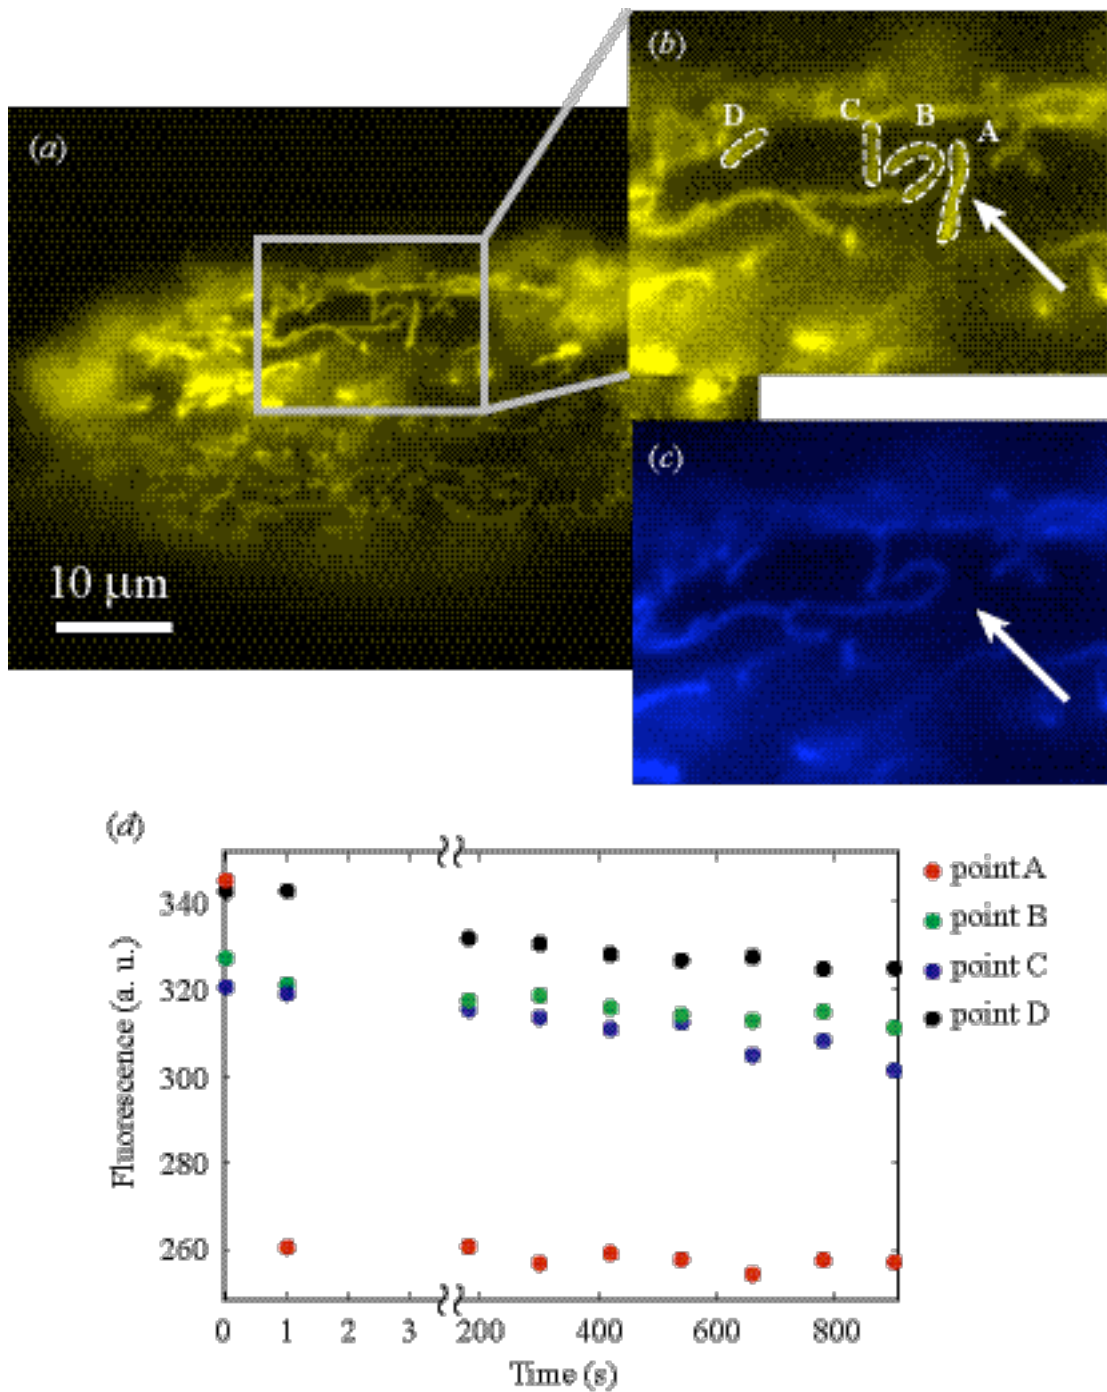 (a)
10 μm
(b)
D
C
B
A
(c)
(d)
Fluorescence (a. u.)
340
320
300
280
260
0 1 2 3 200 400 600 800
Time (s)
point A
point B
point C
point D